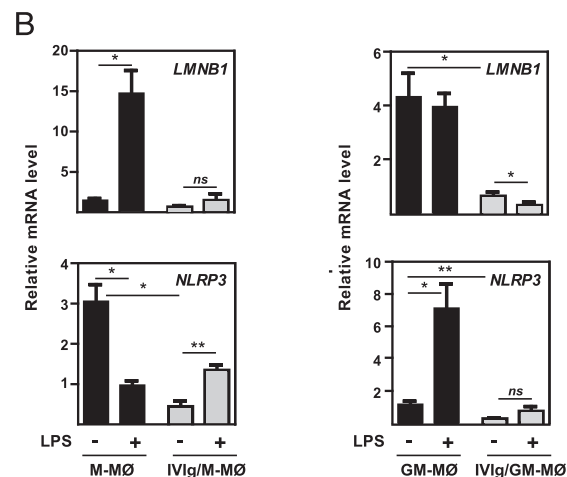 B
20
15
10
5
*
LMNB1
ns
Relative mRNA level
4
3
2
1
*
*
NLRP3
**
LPS - + - +
M-MØ IVIg/M-MØ
6
4
2
*
LMNB1
*
Relative mRNA level
10
8
6
4
2
**
*
NLRP3
ns
LPS - + - +
GM-MØ IVIg/GM-MØ